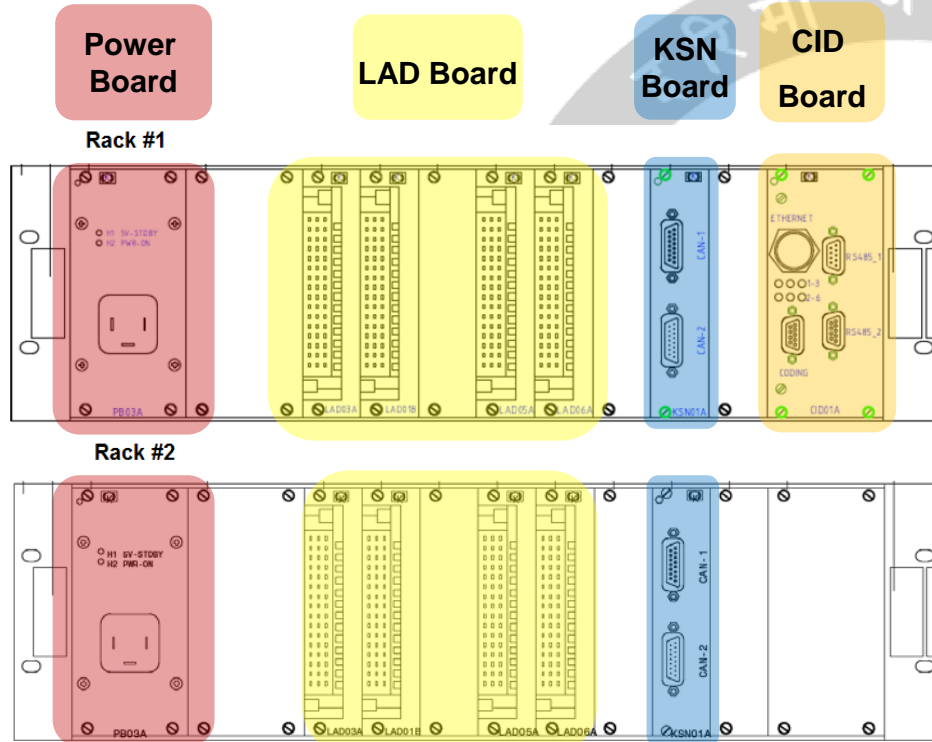 Power
Board
LAD Board
KSN
Board
CID
Board
Rack #1
H1 5V-STDBY
H2 PWR-ON
PB03A
LAD03A
LAD01B
LAD05A
LAD06A
CAN-1
CAN-2
KSN01A
ETHERNET
RS485_1
1-3
2-6
RS485_2
CODING
CID01A
Rack #2
H1 5V-STDBY
H2 PWR-ON
PB03A
LAD03A
LAD01B
LAD05A
LAD06A
CAN-1
CAN-2
KSN01A